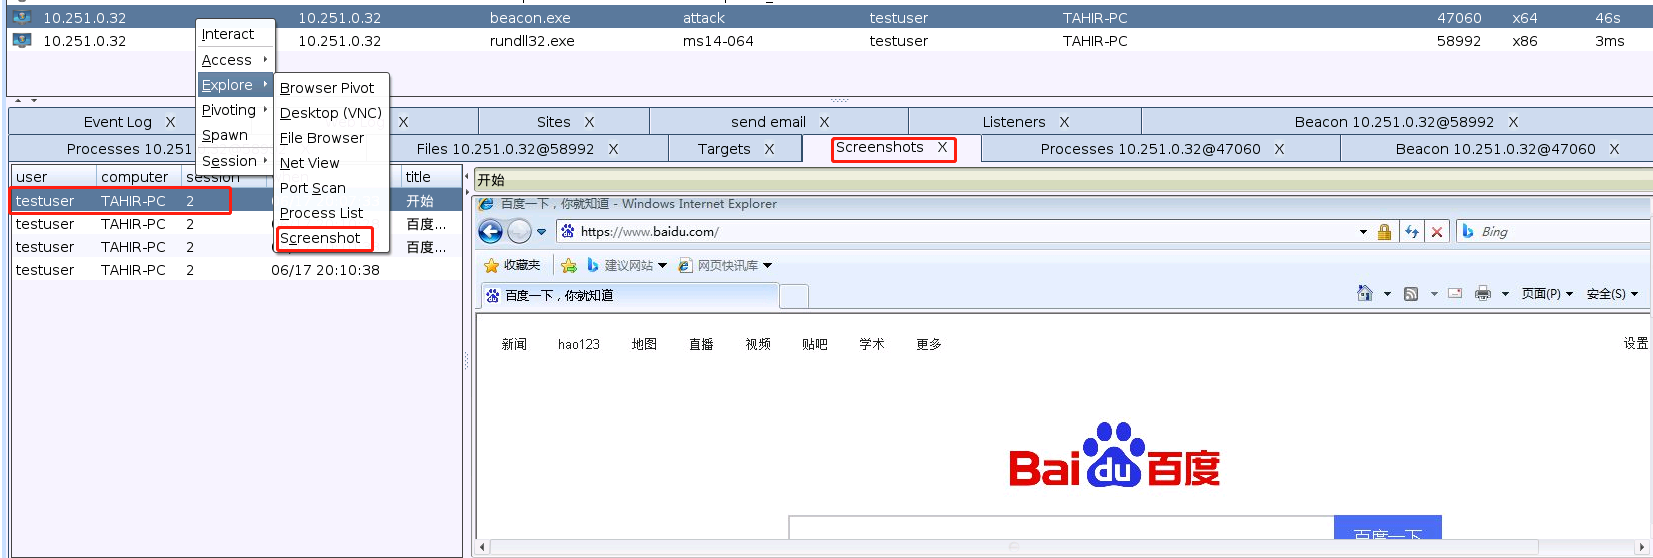 10.251.0.32 10.251.0.32 beacon.exe attack testuser TAHIR-PC 47060 x64 46s
10.251.0.32 10.251.0.32 rundll32.exe ms14-064 testuser TAHIR-PC 58992 x86 3ms
Interact
Access
Explore
Pivoting
Spawn
Session
Browser Pivot
Desktop (VNC)
File Browser
Net View
Port Scan
Process List
Screenshot
Event Log X X Sites X send email X Listeners X Beacon 10.251.0.32@58992 X
Processes 10.251 Files 10.251.0.32@58992 X Targets X Screenshots X Processes 10.251.0.32@47060 X Beacon 10.251.0.32@47060 X
user computer session title
testuser TAHIR-PC 2 开始
testuser TAHIR-PC 2 百度...
testuser TAHIR-PC 2 百度...
testuser TAHIR-PC 2 06/17 20:10:38
开始
百度一下，你就知道 - Windows Internet Explorer
https://www.baidu.com/ Bing
收藏夹 建议网站 网页快讯库
百度一下，你就知道 页面(P) 安全(S)
新闻 hao123 地图 直播 视频 贴吧 学术 更多 设置
Bai du 百度
百度一下